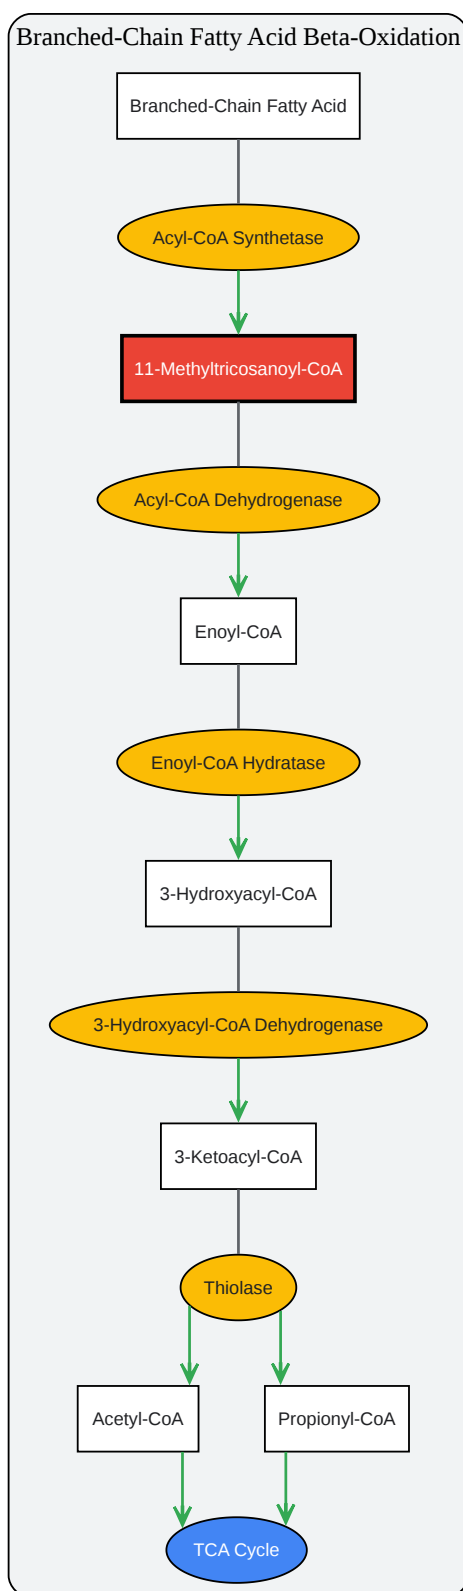 Branched-Chain Fatty Acid Beta-Oxidation
Branched-Chain Fatty Acid
Acyl-CoA Synthetase
11-Methyltricosanoyl-CoA
Acyl-CoA Dehydrogenase
Enoyl-CoA
Enoyl-CoA Hydratase
3-Hydroxyacyl-CoA
3-Hydroxyacyl-CoA Dehydrogenase
3-Ketoacyl-CoA
Thiolase
Acetyl-CoA
Propionyl-CoA
TCA Cycle